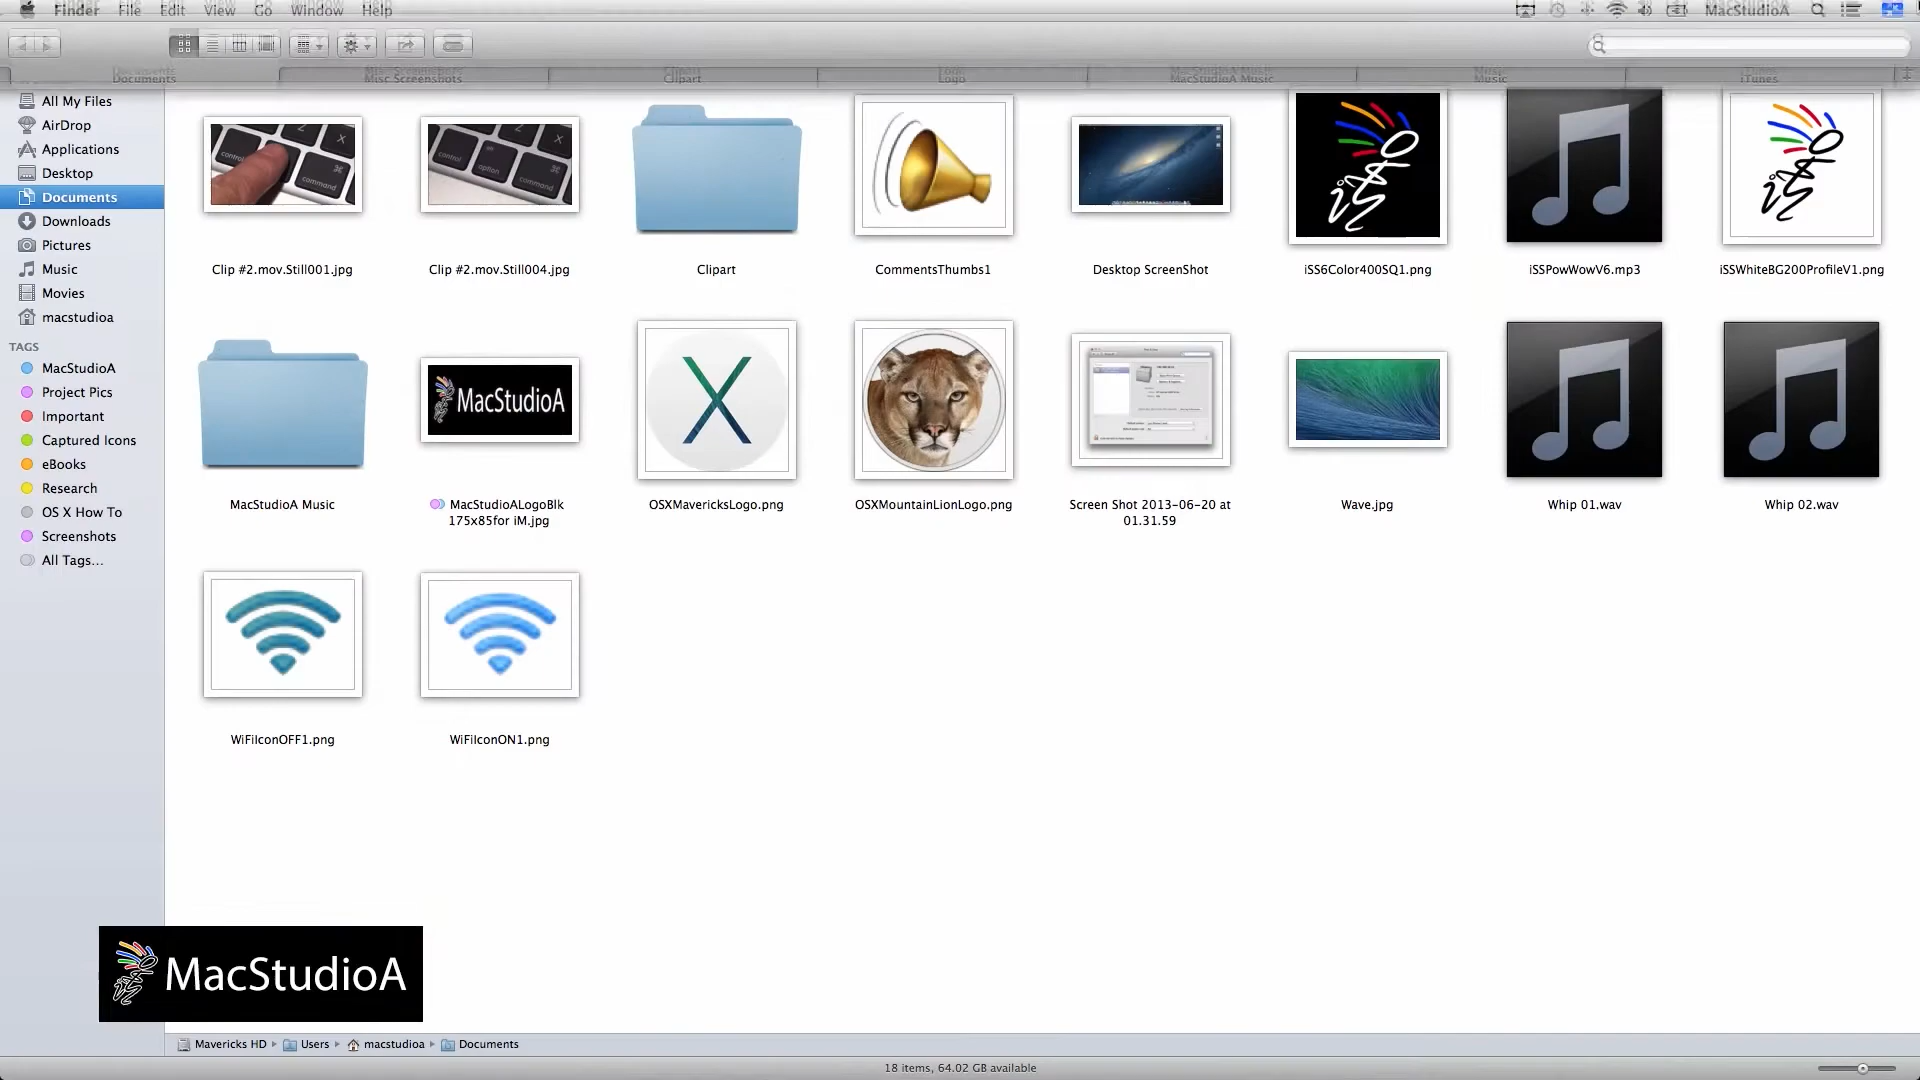 Finder File Edit View Go Window Help MacStudioA
Documents Misc Screenshots Clipart Logo MacStudioA Music Music iTunes
All My Files
AirDrop
Applications
Desktop
Documents
Downloads
Pictures
Music
Movies
macstudioa
TAGS
MacStudioA
Project Pics
Important
Captured Icons
eBooks
Research
OS X How To
Screenshots
All Tags...
control option command
Clip #2.mov.Still001.jpg
Clip #2.mov.Still004.jpg
Clipart
CommentsThumbs1
Desktop ScreenShot
iSS6Color400SQ1.png
iSSPowWowV6.mp3
iSSWhiteBG200ProfileV1.png
MacStudioA
X
MacStudioA Music
MacStudioALogoBlk
175x85for iM.jpg
OSXMavericksLogo.png
OSXMountainLionLogo.png
Screen Shot 2013-06-20 at
01.31.59
Wave.jpg
Whip 01.wav
Whip 02.wav
WiFiIconOFF1.png
WiFiIconON1.png
MacStudioA
Mavericks HD Users macstudioa Documents
18 items, 64.02 GB available